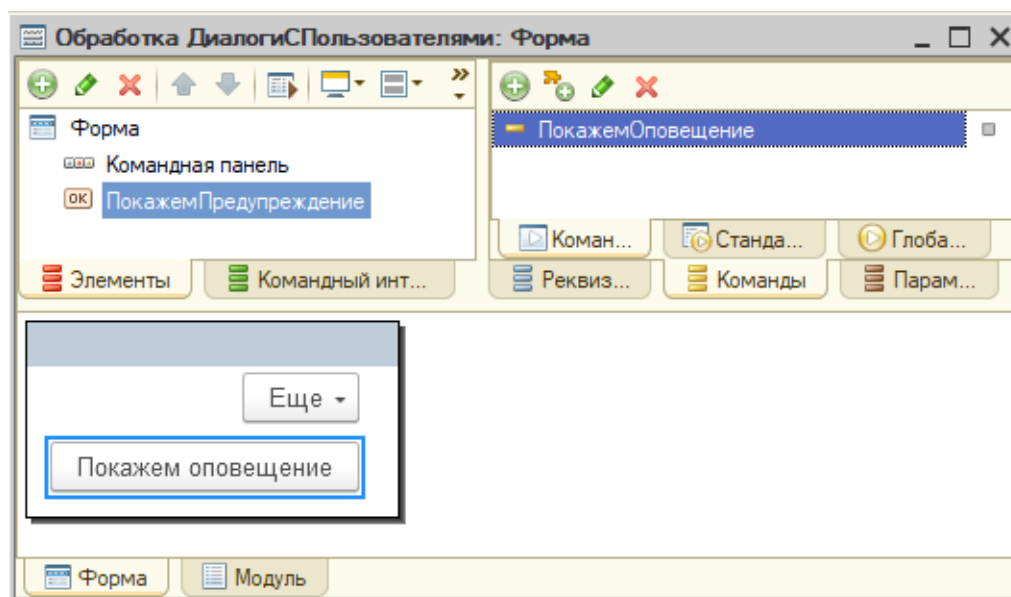 Обработка ДиалогиСПользователями: Форма
Форма
Командная панель
ОК ПокажемПредупреждение
Элементы
Командный инт...
ПокажемОповещение
Коман...
Станда...
Глоба...
Реквиз...
Команды
Парам...
Еще
Покажем оповещение
Форма
Модуль